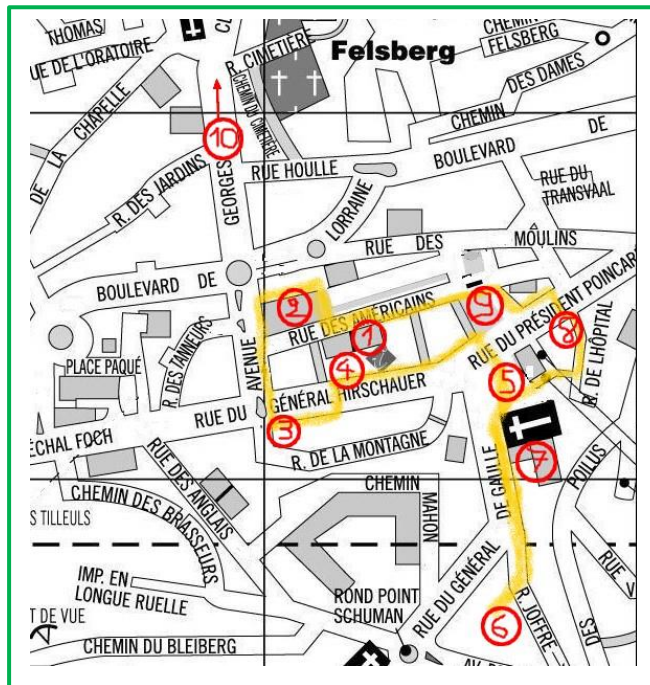 THOMAS
CL
R. CIMETIÈRE
CHEMIN
FELSBERG
Felsberg
UE DE L'ORATOIRE
CHEMIN DU CIMETIÈRE
DES DAMES
DE LA CHAPELLE
10
CHEMIN
BOULEVARD DE
RUE HOULLE
R. DES JARDINS
GEORGES
LORRAINE
RUE DU
TRANSVAAL
RUE DES MOULINS
BOULEVARD DE
2
9
RUE DES AMÉRICAINS
1
RUE DU PRÉSIDENT POINCAR
8
PLACE PAQUÉ
R. DES TANNEURS
AVENUE
4
5
R. DE L'HÔPITAL
RUE DU GÉNÉRAL HIRSCHAUER
3
ÉCHAL FOCH
R. DE LA MONTAGNE
7
DE GAULLE
POILUS
RUE DES ANGLAIS
CHEMIN DES BRASSEURS
CHEMIN
MAHON
S TILLEULS
IMP. EN
LONGUE RUELLE
ROND POINT
SCHUMAN
RUE DU GÉNÉRAL
R. JOFFRE
RUE V
6
DES
T DE VUE
CHEMIN DU BLEIBERG